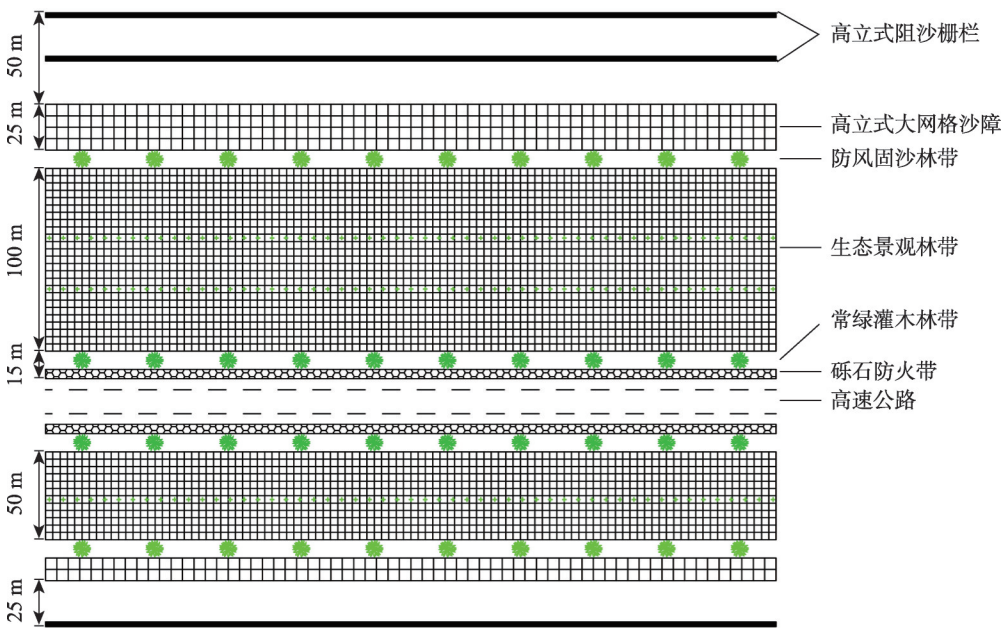 50 m
高立式阻沙栅栏
25 m
高立式大网格沙障
防风固沙林带
100 m
生态景观林带
常绿灌木林带
15 m
砾石防火带
高速公路
50 m
25 m